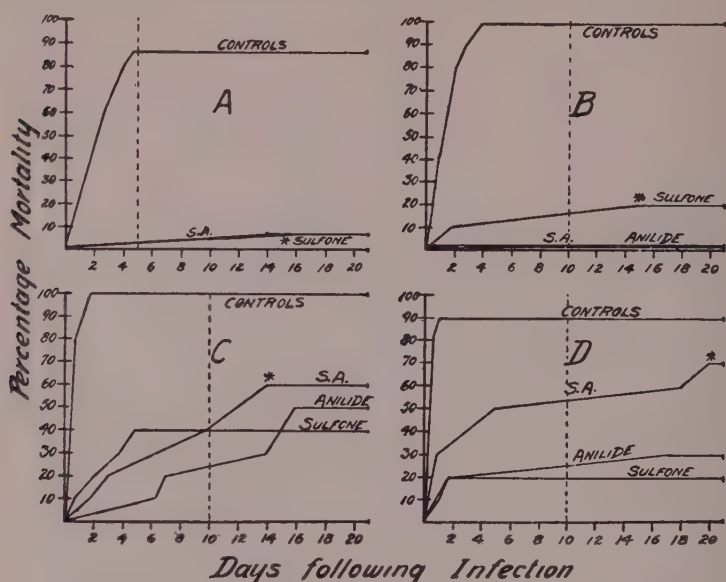 Percentage Mortality
100
90
80
70
60
50
40
30
20
10
CONTROLS
A
S.A.
* SULFONE
2 4 6 8 10 12 14 16 18 20
100
90
80
70
60
50
40
30
20
10
CONTROLS
B
* SULFONE
S.A. ANILIDE
2 4 6 8 10 12 14 16 18 20
100
90
80
70
60
50
40
30
20
10
CONTROLS
C
* S.A.
ANILIDE
SULFONE
2 4 6 8 10 12 14 16 18 20
100
90
80
70
60
50
40
30
20
10
CONTROLS
D
*
S.A.
ANILIDE
SULFONE
2 4 6 8 10 12 14 16 18 20
Days following Infection